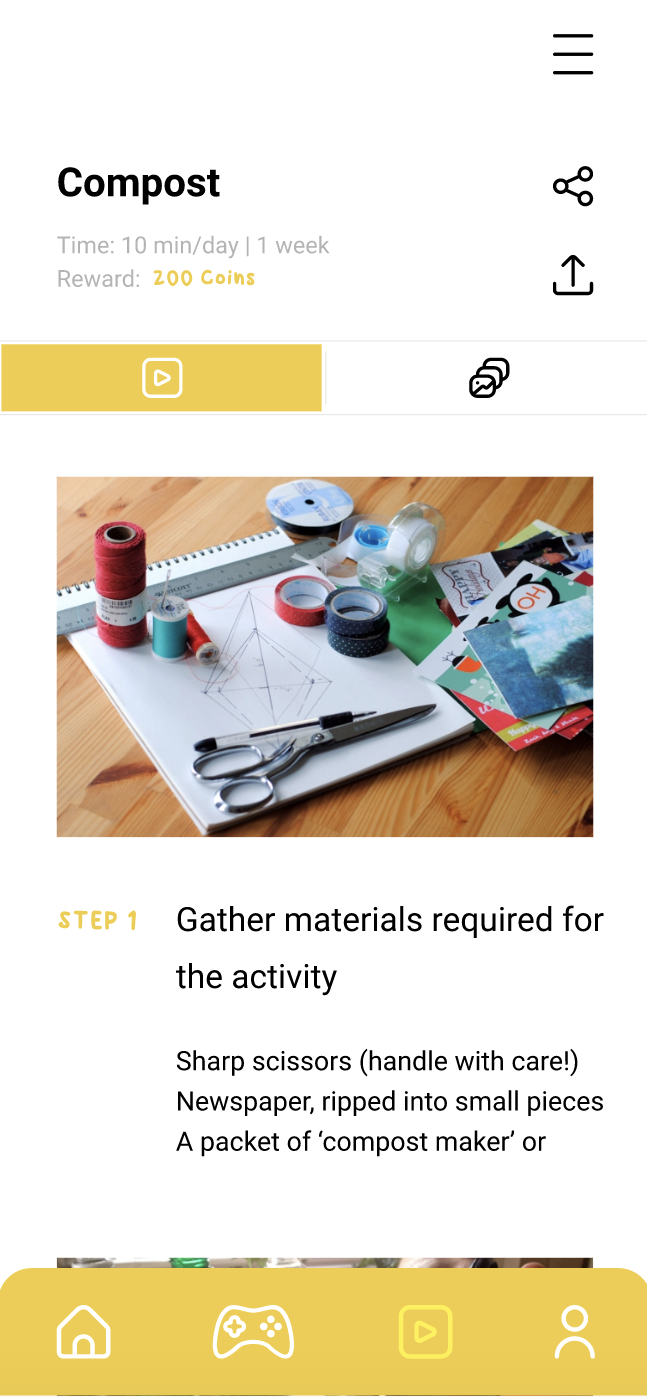 Compost
Time: 10 min/day | 1 week
Reward: 200 Coins
HO
STEP 1
Gather materials required for
the activity
Sharp scissors (handle with care!)
Newspaper, ripped into small pieces
A packet of ‘compost maker’ or